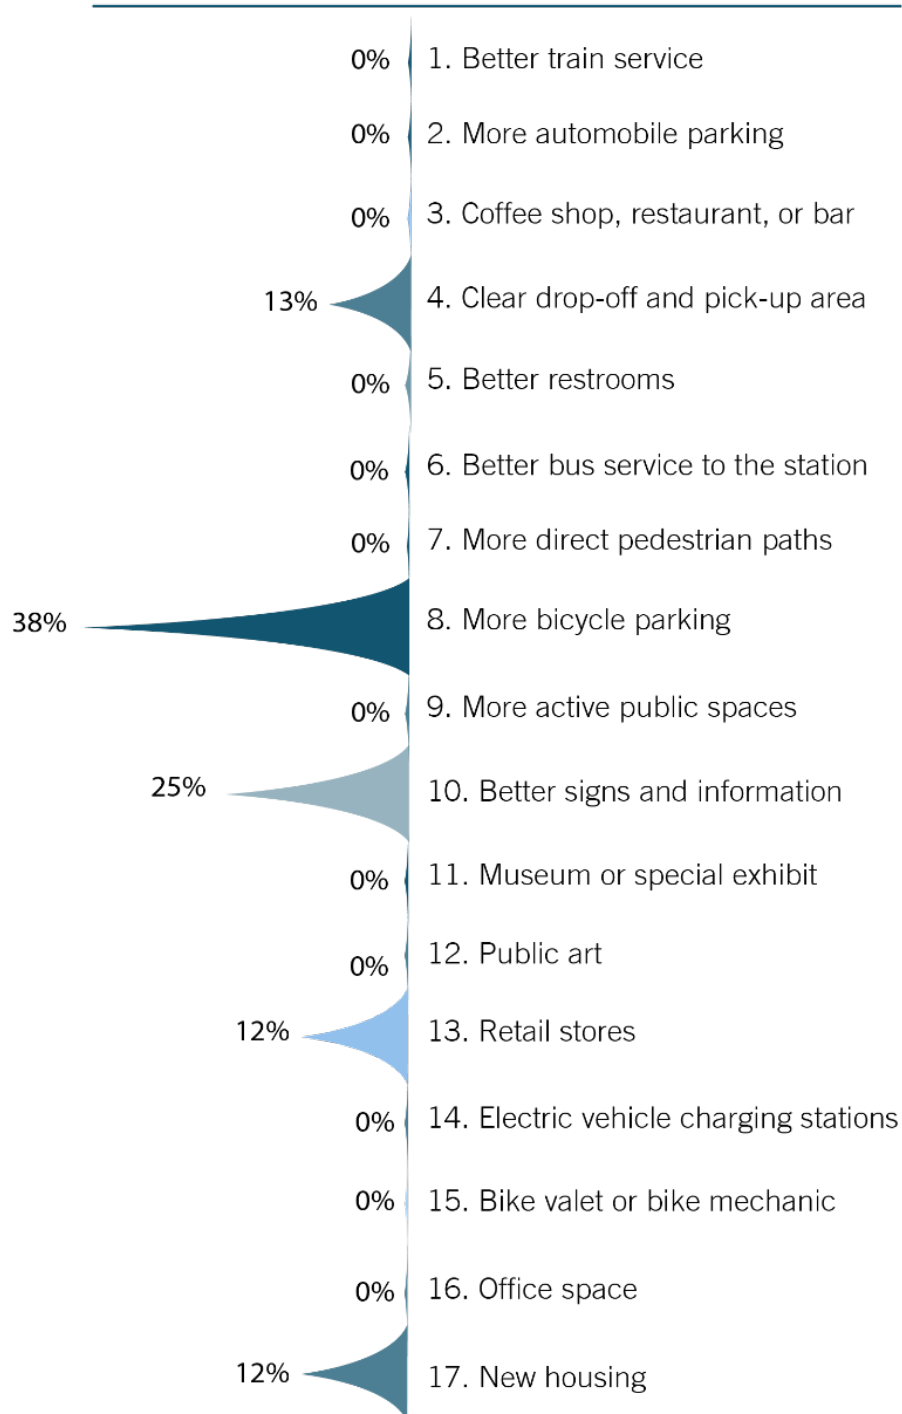 0% 1. Better train service
0% 2. More automobile parking
0% 3. Coffee shop, restaurant, or bar
13% 4. Clear drop-off and pick-up area
0% 5. Better restrooms
0% 6. Better bus service to the station
0% 7. More direct pedestrian paths
38% 8. More bicycle parking
0% 9. More active public spaces
25% 10. Better signs and information
0% 11. Museum or special exhibit
0% 12. Public art
12% 13. Retail stores
0% 14. Electric vehicle charging stations
0% 15. Bike valet or bike mechanic
0% 16. Office space
12% 17. New housing